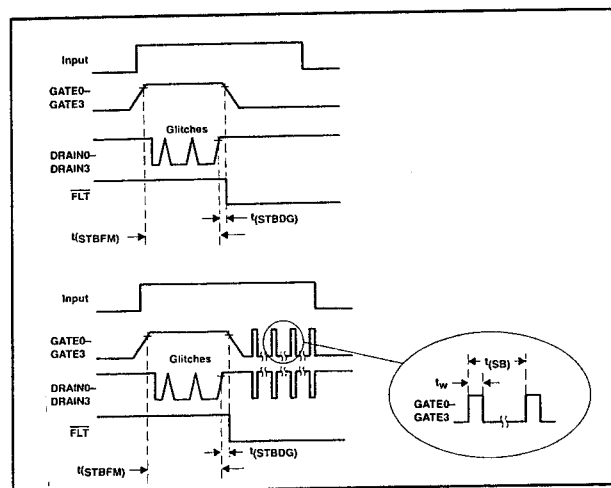 Input
GATE0–
GATE3
Glitches
DRAIN0–
DRAIN3
FLT
t(STBDG)
t(STBFM)
Input
GATE0–
GATE3
Glitches
DRAIN0–
DRAIN3
FLT
t(STBDG)
t(STBFM)
t(SB)
tw
GATE0–
GATE3